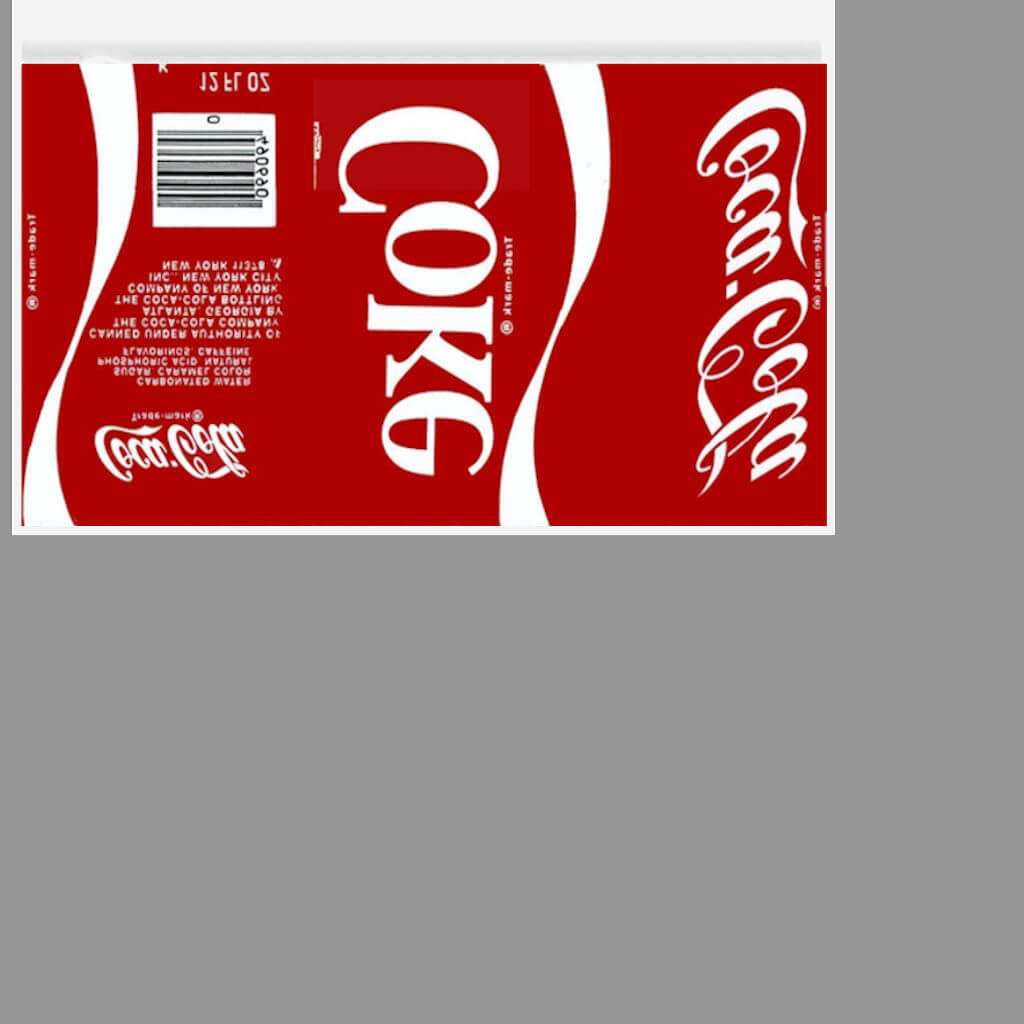 Trade-mark ®
Coca-Cola
Trade-mark ®
CARBONATED WATER
SUGAR, CARAMEL COLOR
PHOSPHORIC ACID, NATURAL
FLAVORINGS, CAFFEINE
CANNED UNDER AUTHORITY OF
THE COCA-COLA COMPANY
ATLANTA, GEORGIA BY
THE COCA-COLA BOTTLING
COMPANY OF NEW YORK
INC., NEW YORK CITY
NEW YORK 11378
0
12 FL OZ
COKE
Trade-mark ®
Coca-Cola
Trade-mark ®